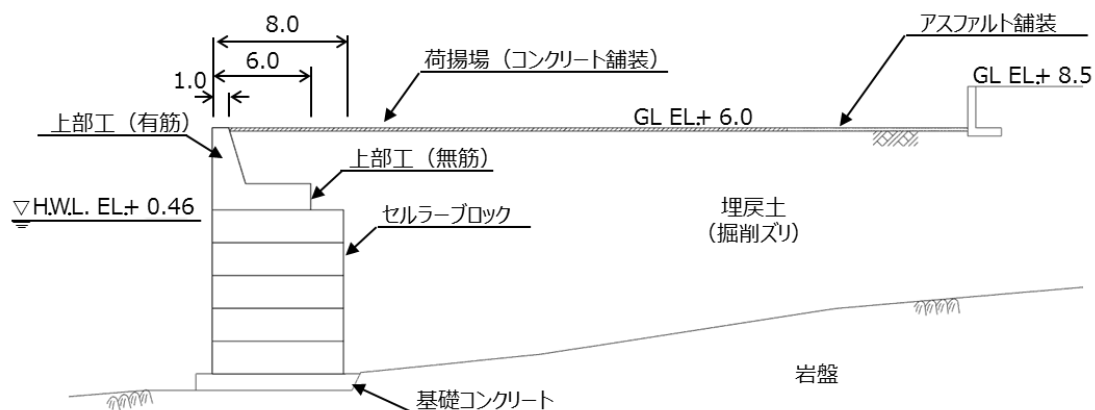 8.0
6.0
1.0
荷揚場（コンクリート舗装）
アスファルト舗装
GL EL.+ 8.5
上部工（有筋）
GL EL.+ 6.0
上部工（無筋）
▽H.W.L. EL.+ 0.46
セルラーブロック
埋戻土
（掘削ズリ）
岩盤
基礎コンクリート